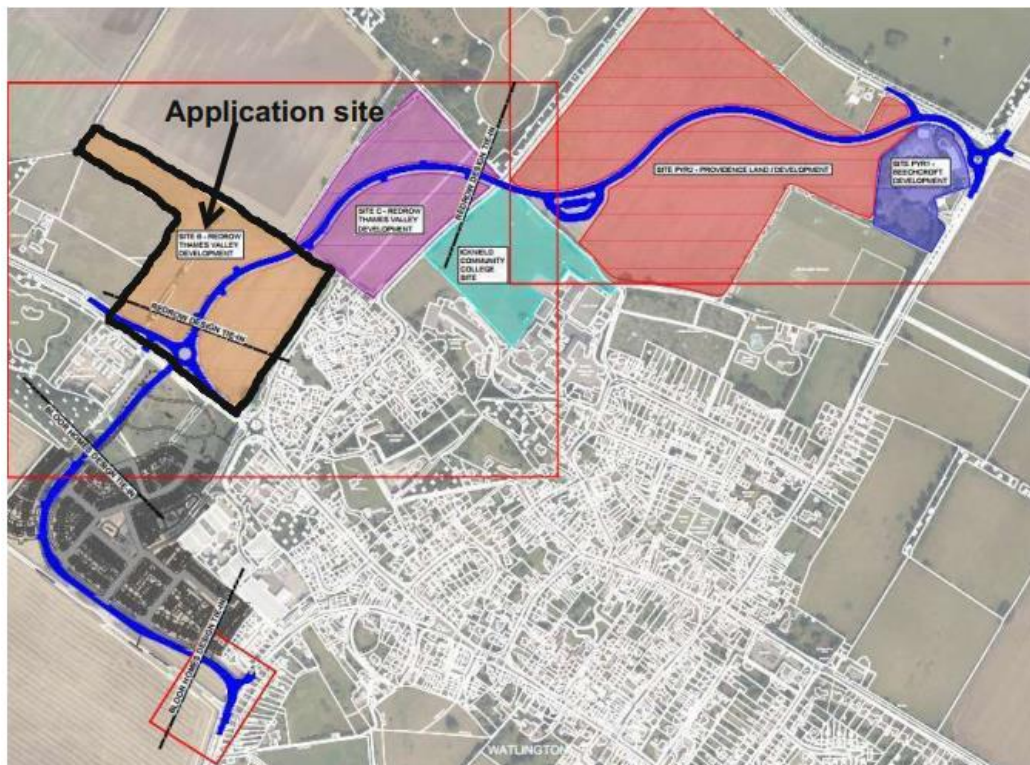 Application site
SITE B - REDROW
THAMES VALLEY
DEVELOPMENT
SITE C - REDROW
THAMES VALLEY
DEVELOPMENT
REDROW DESIGN TIE-IN
SITE PYR2 - PROVIDENCE LAND / DEVELOPMENT
SITE PYR1 -
BEECHCROFT
DEVELOPMENT
ICKNIELD
COMMUNITY
COLLEGE
SITE
REDROW DESIGN TIE-IN
BLOOR HOMES DESIGN TIE-IN
BLOOR HOMES DESIGN TIE-IN
WATLINGTON